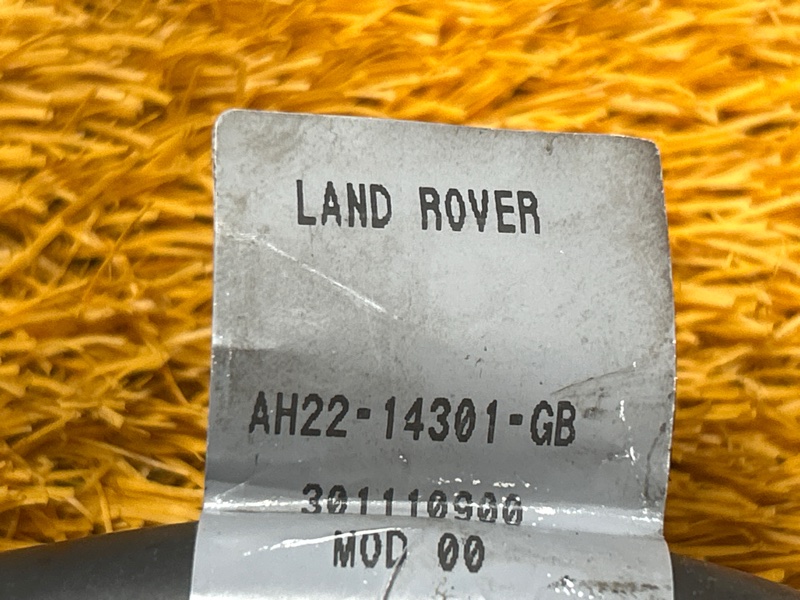 LAND ROVER
AH22-14301-GB
301110900
MOD 00